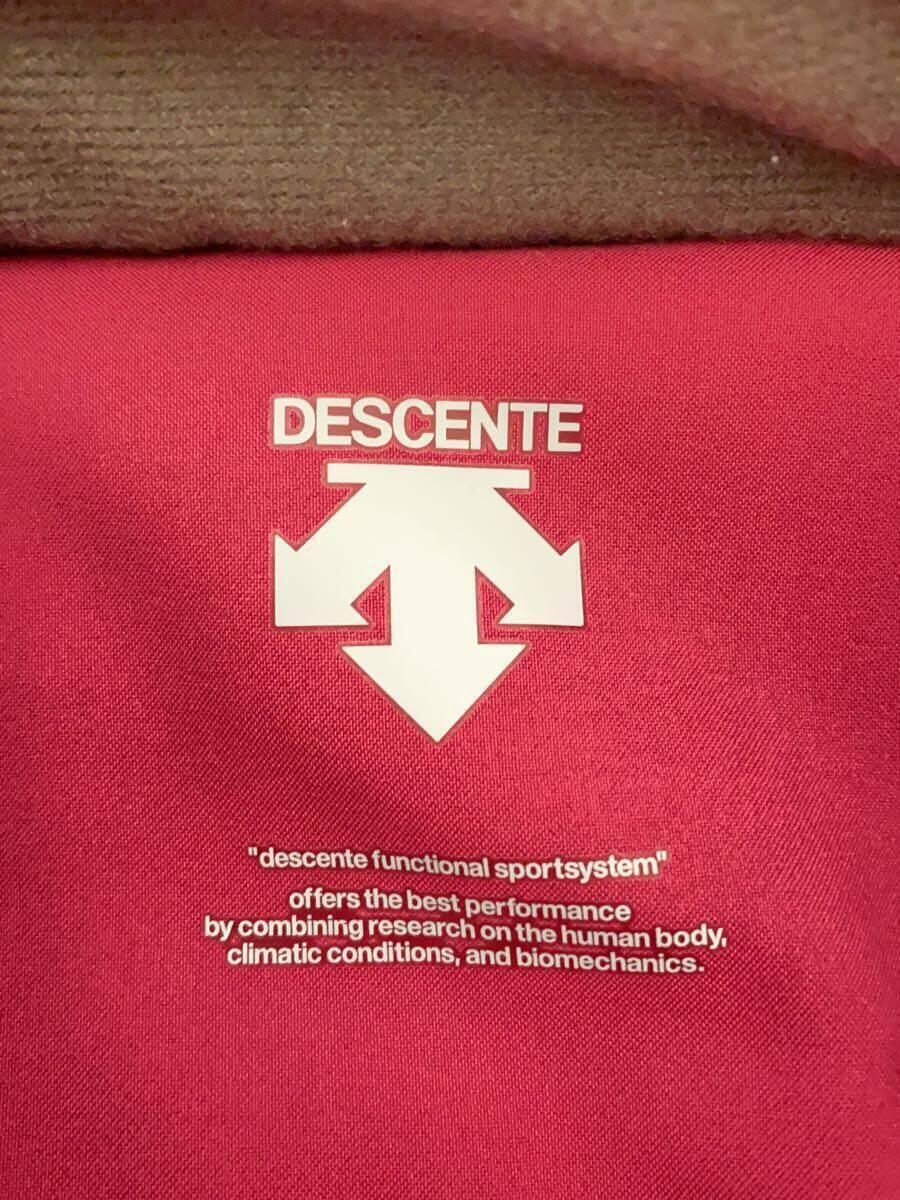 DESCENTE
"descente functional sportsystem"
offers the best performance
by combining research on the human body,
climatic conditions, and biomechanics.